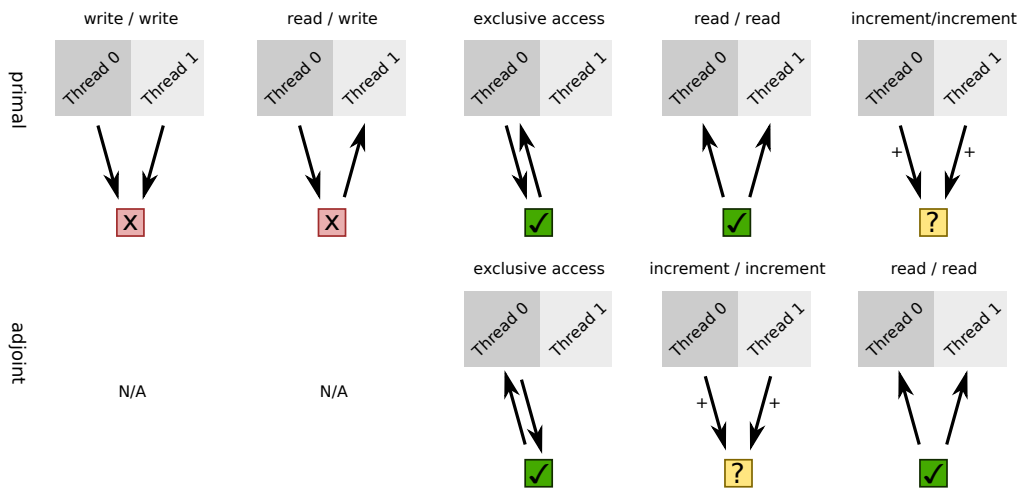 write / write
read / write
exclusive access
read / read
increment/increment
primal
Thread 0
Thread 1
Thread 0
Thread 1
Thread 0
Thread 1
Thread 0
Thread 1
Thread 0
Thread 1
+
+
X
X
✓
✓
?
exclusive access
increment / increment
read / read
adjoint
Thread 0
Thread 1
Thread 0
Thread 1
Thread 0
Thread 1
N/A
N/A
+
+
✓
?
✓